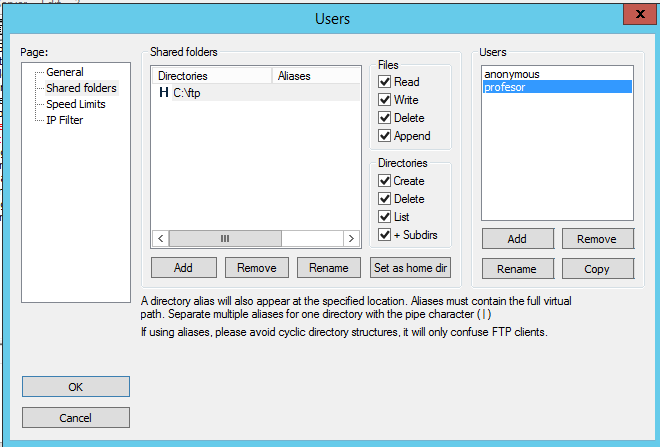 Users
x
Page:
General
Shared folders
Speed Limits
IP Filter
Shared folders
Directories Aliases
H C:\ftp
Files
Read
Write
Delete
Append
Directories
Create
Delete
List
+ Subdirs
Add Remove Rename Set as home dir
Users
anonymous
profesor
Add Remove
Rename Copy
A directory alias will also appear at the specified location. Aliases must contain the full virtual
path. Separate multiple aliases for one directory with the pipe character ( | )
If using aliases, please avoid cyclic directory structures, it will only confuse FTP clients.
OK
Cancel